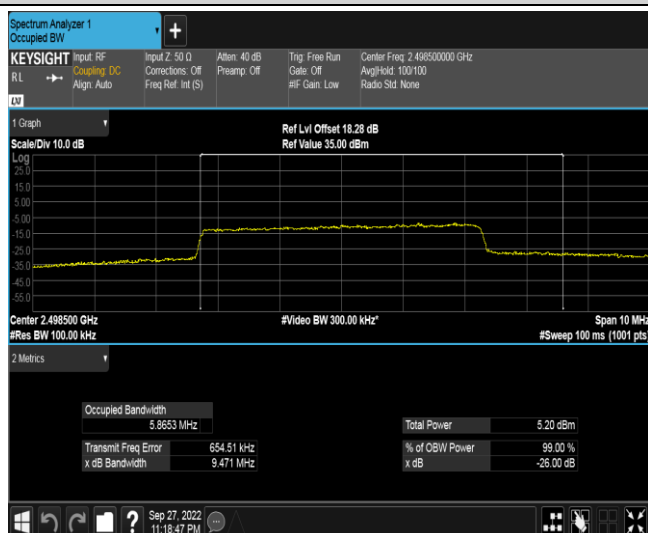 Spectrum Analyzer 1
Occupied BW
+
KEYSIGHT
R L
LXI
Input: RF
Coupling: DC
Align: Auto
Input Z: 50 Ω
Corrections: Off
Freq Ref: Int (S)
Atten: 40 dB
Preamp: Off
Trig: Free Run
Gate: Off
#IF Gain: Low
Center Freq: 2.498500000 GHz
Avg|Hold: 100/100
Radio Std: None
1 Graph
Scale/Div 10.0 dB
Ref Lvl Offset 18.28 dB
Ref Value 35.00 dBm
Log
25.0
15.0
5.00
-5.00
-15.0
-25.0
-35.0
-45.0
-55.0
Center 2.498500 GHz
#Res BW 100.00 kHz
#Video BW 300.00 kHz*
Span 10 MHz
#Sweep 100 ms (1001 pts)
2 Metrics
Occupied Bandwidth
5.8653 MHz
Transmit Freq Error 654.51 kHz
x dB Bandwidth 9.471 MHz
Total Power 5.20 dBm
% of OBW Power 99.00 %
x dB -26.00 dB
?
Sep 27, 2022
11:18:47 PM